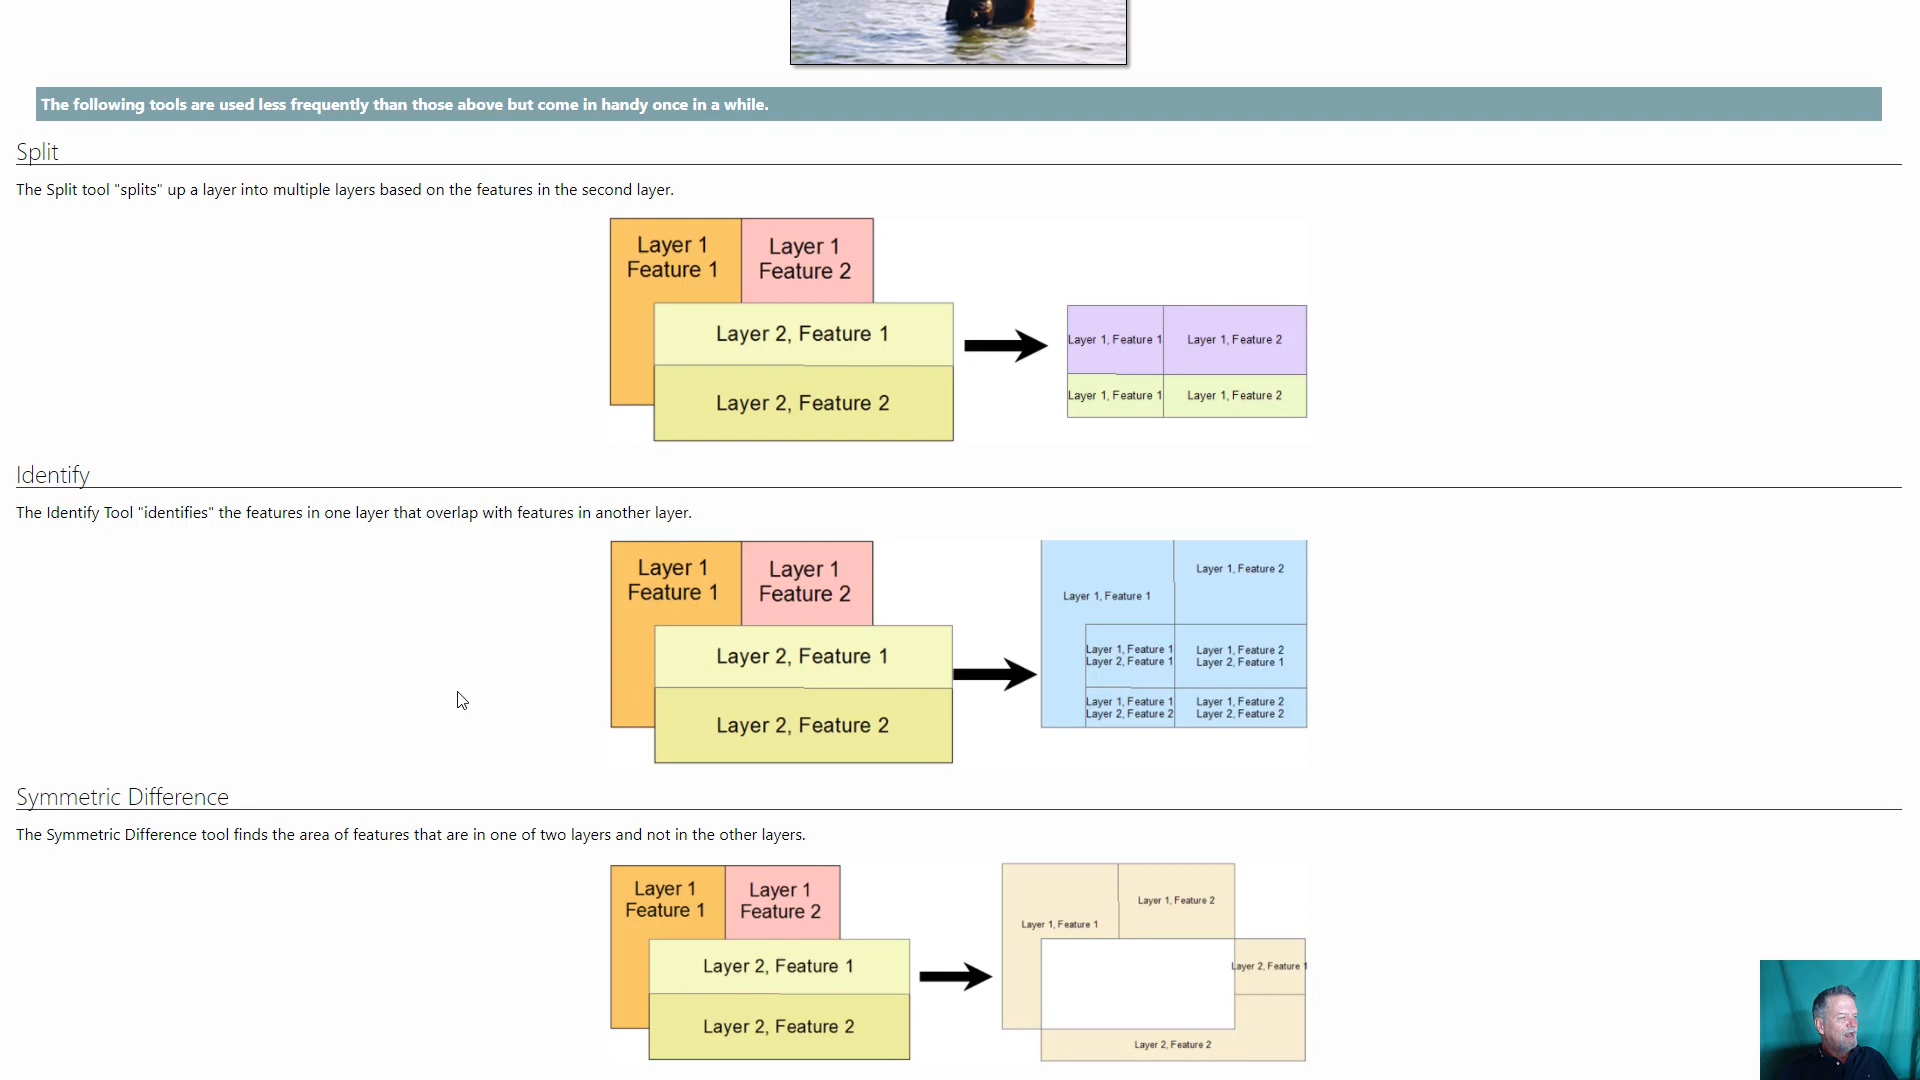 The following tools are used less frequently than those above but come in handy once in a while.
Split
The Split tool "splits" up a layer into multiple layers based on the features in the second layer.
Layer 1
Feature 1
Layer 1
Feature 2
Layer 2, Feature 1
Layer 2, Feature 2
Layer 1, Feature 1
Layer 1, Feature 2
Layer 1, Feature 1
Layer 1, Feature 2
Identify
The Identify Tool "identifies" the features in one layer that overlap with features in another layer.
Layer 1
Feature 1
Layer 1
Feature 2
Layer 2, Feature 1
Layer 2, Feature 2
Layer 1, Feature 2
Layer 1, Feature 1
Layer 1, Feature 1
Layer 2, Feature 1
Layer 1, Feature 2
Layer 2, Feature 1
Layer 1, Feature 1
Layer 2, Feature 2
Layer 1, Feature 2
Layer 2, Feature 2
Symmetric Difference
The Symmetric Difference tool finds the area of features that are in one of two layers and not in the other layers.
Layer 1
Feature 1
Layer 1
Feature 2
Layer 2, Feature 1
Layer 2, Feature 2
Layer 1, Feature 2
Layer 1, Feature 1
Layer 2, Feature 1
Layer 2, Feature 2